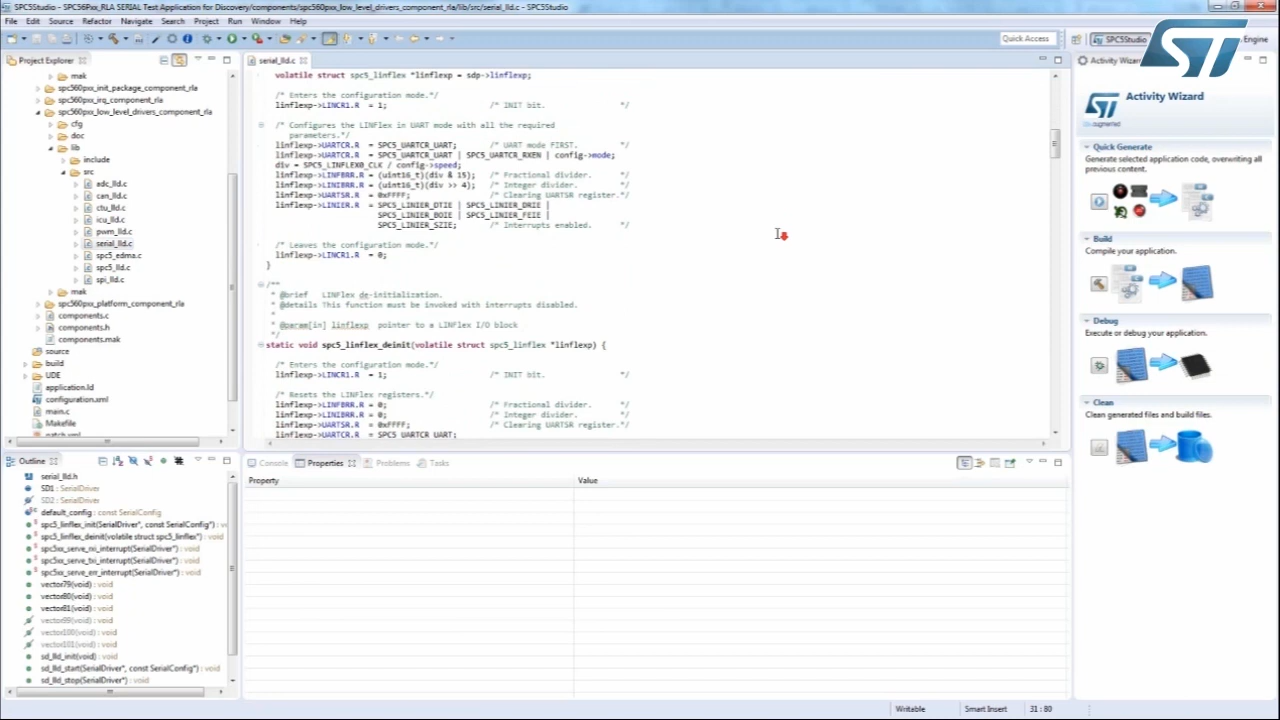 SPC5Studio - SPC56Pxx_RLA SERIAL Test Application for Discovery/components/spc560pxx_low_level_drivers_component_rla/lib/src/serial_lld.c - SPC5Studio
File Edit Source Refactor Navigate Search Project Run Window Help
Quick Access
SPC5Studio
Engine
ST
Project Explorer
mak
spc560pxx_init_package_component_rla
spc560pxx_irq_component_rla
spc560pxx_low_level_drivers_component_rla
cfg
doc
lib
include
src
adc_lld.c
can_lld.c
ctu_lld.c
icu_lld.c
pwm_lld.c
serial_lld.c
spc5_edma.c
spc5_lld.c
spi_lld.c
mak
spc560pxx_platform_component_rla
components.c
components.h
components.mak
source
build
UDE
application.ld
configuration.xml
main.c
Makefile
patch.xml
serial_lld.c
volatile struct spc5_linflex *linflexp = sdp->linflexp;
/* Enters the configuration mode.*/
linflexp->LINCR1.R = 1; /* INIT bit. */
/* Configures the LINFlex in UART mode with all the required
parameters.*/
linflexp->UARTCR.R = SPC5_UARTCR_UART; /* UART mode FIRST. */
linflexp->UARTCR.R = SPC5_UARTCR_UART | SPC5_UARTCR_RXEN | config->mode;
div = SPC5_LINFLEX0_CLK / config->speed;
linflexp->LINFBRR.R = (uint16_t)(div & 15); /* Fractional divider. */
linflexp->LINIBRR.R = (uint16_t)(div >> 4); /* Integer divider. */
linflexp->UARTSR.R = 0xFFFF; /* Clearing UARTSR register.*/
linflexp->LINIER.R = SPC5_LINIER_DTIE | SPC5_LINIER_DRIE |
SPC5_LINIER_BOIE | SPC5_LINIER_FEIE |
SPC5_LINIER_SZIE; /* Interrupts enabled. */
/* Leaves the configuration mode.*/
linflexp->LINCR1.R = 0;
}
/**
* @brief LINFlex de-initialization.
* @details This function must be invoked with interrupts disabled.
*
* @param[in] linflexp pointer to a LINFlex I/O block
*/
static void spc5_linflex_deinit(volatile struct spc5_linflex *linflexp) {
/* Enters the configuration mode.*/
linflexp->LINCR1.R = 1; /* INIT bit. */
/* Resets the LINFlex registers.*/
linflexp->LINFBRR.R = 0; /* Fractional divider. */
linflexp->LINIBRR.R = 0; /* Integer divider. */
linflexp->UARTSR.R = 0xFFFF; /* Clearing UARTSR register.*/
linflexp->UARTCR.R = SPC5_UARTCR_UART;
Activity Wizard
Activity Wizard
Quick Generate
Generate selected application code, overwriting all previous content.
Build
Compile your application.
Debug
Execute or debug your application.
Clean
Clean generated files and build files.
Outline
serial_lld.h
SD1 : SerialDriver
SD2 : SerialDriver
default_config : const SerialConfig
spc5_linflex_init(SerialDriver*, const SerialConfig*) : v
spc5_linflex_deinit(volatile struct spc5_linflex*) : void
spc5xx_serve_rxi_interrupt(SerialDriver*) : void
spc5xx_serve_txi_interrupt(SerialDriver*) : void
spc5xx_serve_err_interrupt(SerialDriver*) : void
vector79(void) : void
vector80(void) : void
vector81(void) : void
vector99(void) : void
vector100(void) : void
vector101(void) : void
sd_lld_init(void) : void
sd_lld_start(SerialDriver*, const SerialConfig*) : void
sd_lld_stop(SerialDriver*) : void
Console Properties Problems Tasks
Property Value
Writable Smart Insert 31 : 80